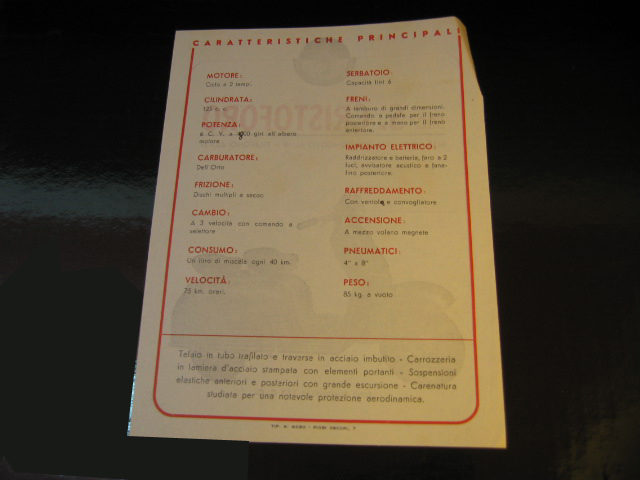 CARATTERISTICHE PRINCIPALI
MOTORE:
Ciclo a 2 tempi.
CILINDRATA:
125 c. c.
POTENZA:
6 C. V. a giri all'albero
motore
CARBURATORE:
Dell'Orto
FRIZIONE:
Dischi multipli a secco
CAMBIO:
A 3 velocità con comando a
selettore
CONSUMO:
Un litro di miscela ogni 40 km.
VELOCITÀ:
75 km. orari.
SERBATOIO:
Capacità litri 6
FRENI:
A tamburo di grandi dimensioni.
Comando a pedale per il freno
posteriore e a mano per il freno
anteriore.
IMPIANTO ELETTRICO:
Raddrizzatore e batteria, faro a 2
luci, avvisatore acustico e fana-
lino posteriore.
RAFFREDDAMENTO:
Con ventola e convogliatore
ACCENSIONE:
A mezzo volano magnete
PNEUMATICI:
4" x 8"
PESO:
85 kg. a vuoto
Telaio in tubo trafilato e traverse in acciaio imbutito - Carrozzeria
in lamiera d'acciaio stampata con elementi portanti - Sospensioni
elastiche anteriori e posteriori con grande escursione - Carenatura
studiata per una notevole protezione aerodinamica.